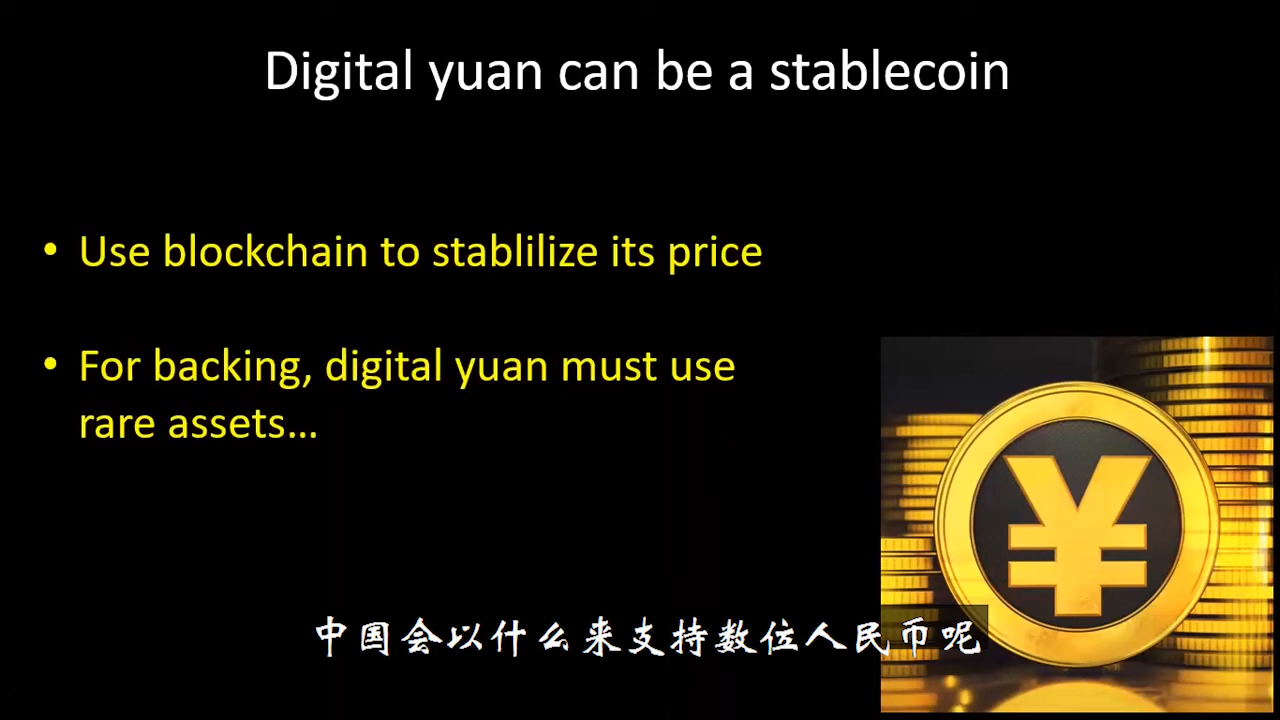 Digital yuan can be a stablecoin
• Use blockchain to stablilize its price
• For backing, digital yuan must use
rare assets…
¥
中国会以什么来支持数位人民币呢